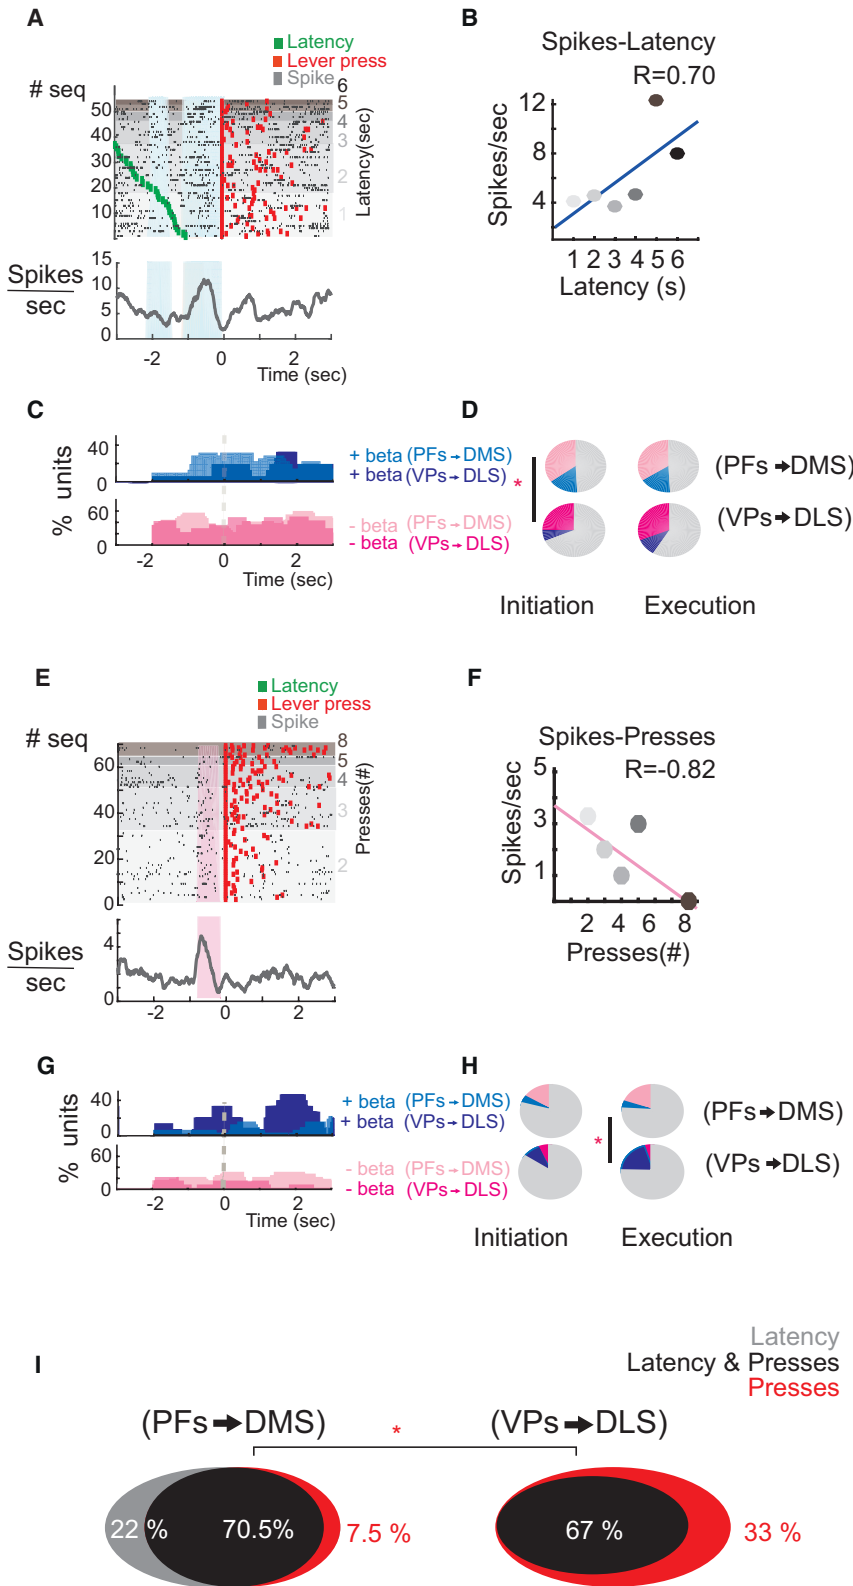 A
Latency
Lever press
Spike
# seq
50
40
30
20
10
6
5
4
3
2
1
Latency(sec)
Spikes
sec
15
10
5
0
-2
0
2
Time (sec)
B
Spikes-Latency
R=0.70
Spikes/sec
12
8
4
1 2 3 4 5 6
Latency (s)
C
% units
40
0
60
0
-2
0
2
Time (sec)
+ beta (PFs→DMS)
+ beta (VPs→DLS)
- beta (PFs→DMS)
- beta (VPs→DLS)
D
*
(PFs→DMS)
(VPs→DLS)
Initiation
Execution
E
Latency
Lever press
Spike
# seq
60
40
20
0
8
5
4
3
2
Presses(#)
Spikes
sec
4
0
-2
0
2
Time (sec)
F
Spikes-Presses
R=-0.82
Spikes/sec
5
3
1
2 4 6 8
Presses(#)
G
% units
40
0
60
0
-2
0
2
Time (sec)
+ beta (PFs→DMS)
+ beta (VPs→DLS)
- beta (PFs→DMS)
- beta (VPs→DLS)
H
*
(PFs→DMS)
(VPs→DLS)
Initiation
Execution
I
Latency
Latency & Presses
Presses
(PFs→DMS)
*
(VPs→DLS)
22 %
70.5%
7.5 %
67 %
33 %